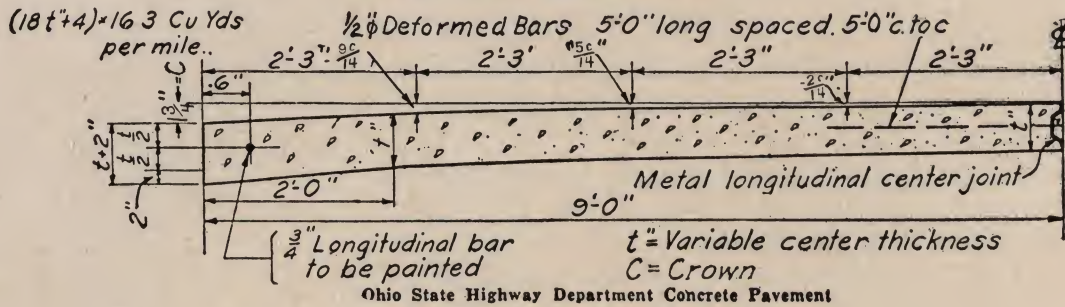 (18t"+4)×16 3 Cu Yds
per mile..
½"ϕ Deformed Bars 5'-0" long spaced. 5'-0" c. to c
2'-3" 2'-3' 2'-3" 2'-3"
9c/14 5c/14 2c"/14
6"
1¾"=C
t+2"
t/2
t/2
2"
t"
t"
2'-0"
Metal longitudinal center joint
9'-0"
¾" Longitudinal bar
to be painted
t"= Variable center thickness
C= Crown
Ohio State Highway Department Concrete Pavement